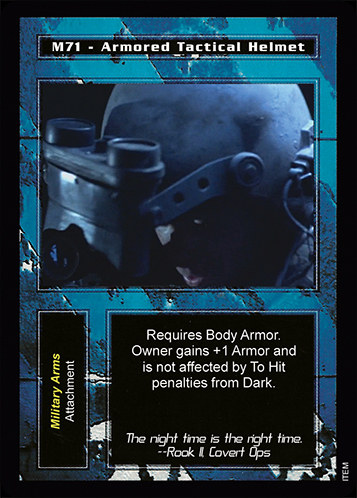 M71 - Armored Tactical Helmet
Military Arms
Attachment
Requires Body Armor.
Owner gains +1 Armor and
is not affected by To Hit
penalties from Dark.
The night time is the right time.
--Rook II, Covert Ops
ITEM